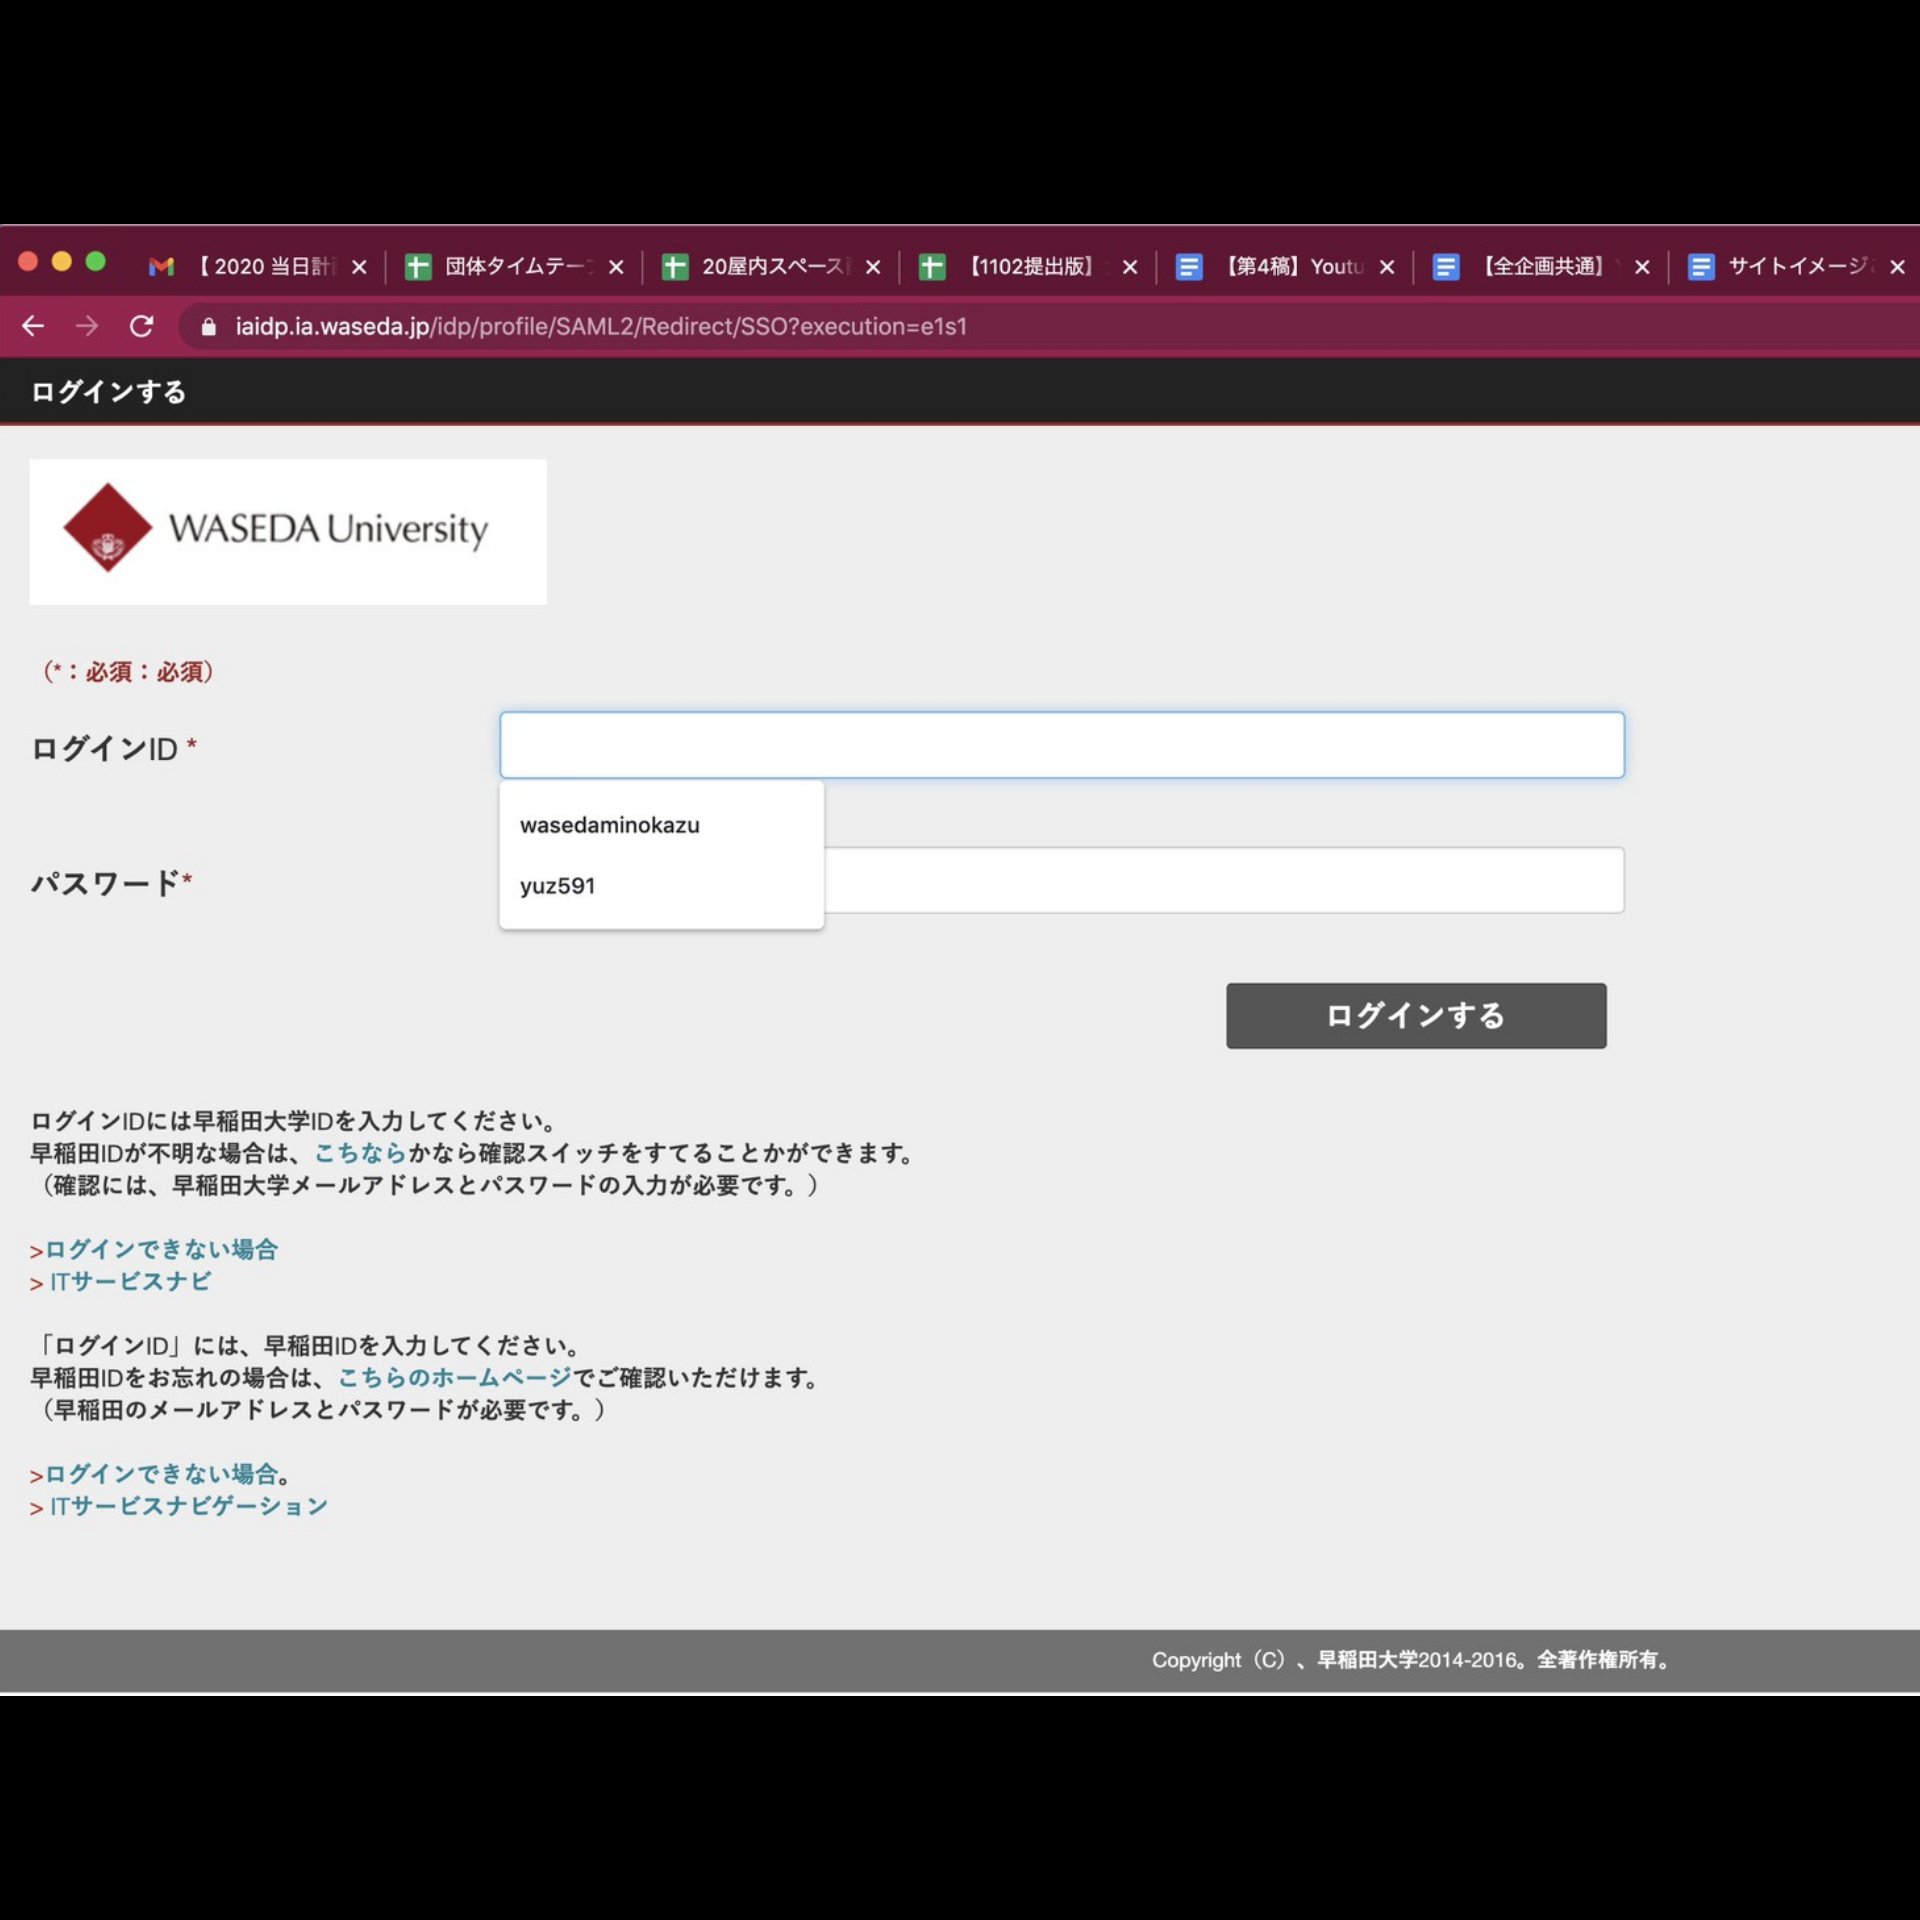 【 2020 当日計
団体タイムテー
20屋内スペース
【1102提出版】
【第4稿】Youtu
【全企画共通】
サイトイメージ
iaidp.ia.waseda.jp/idp/profile/SAML2/Redirect/SSO?execution=e1s1
ログインする
WASEDA University
（*：必須：必須）
ログインID *
wasedaminokazu
パスワード*
yuz591
ログインする
ログインIDには早稲田大学IDを入力してください。
早稲田IDが不明な場合は、こちならかなら確認スイッチをすてることかができます。
（確認には、早稲田大学メールアドレスとパスワードの入力が必要です。）
>ログインできない場合
> ITサービスナビ
「ログインID」には、早稲田IDを入力してください。
早稲田IDをお忘れの場合は、こちらのホームページでご確認いただけます。
（早稲田のメールアドレスとパスワードが必要です。）
>ログインできない場合。
> ITサービスナビゲーション
Copyright（C）、早稲田大学2014-2016。全著作権所有。